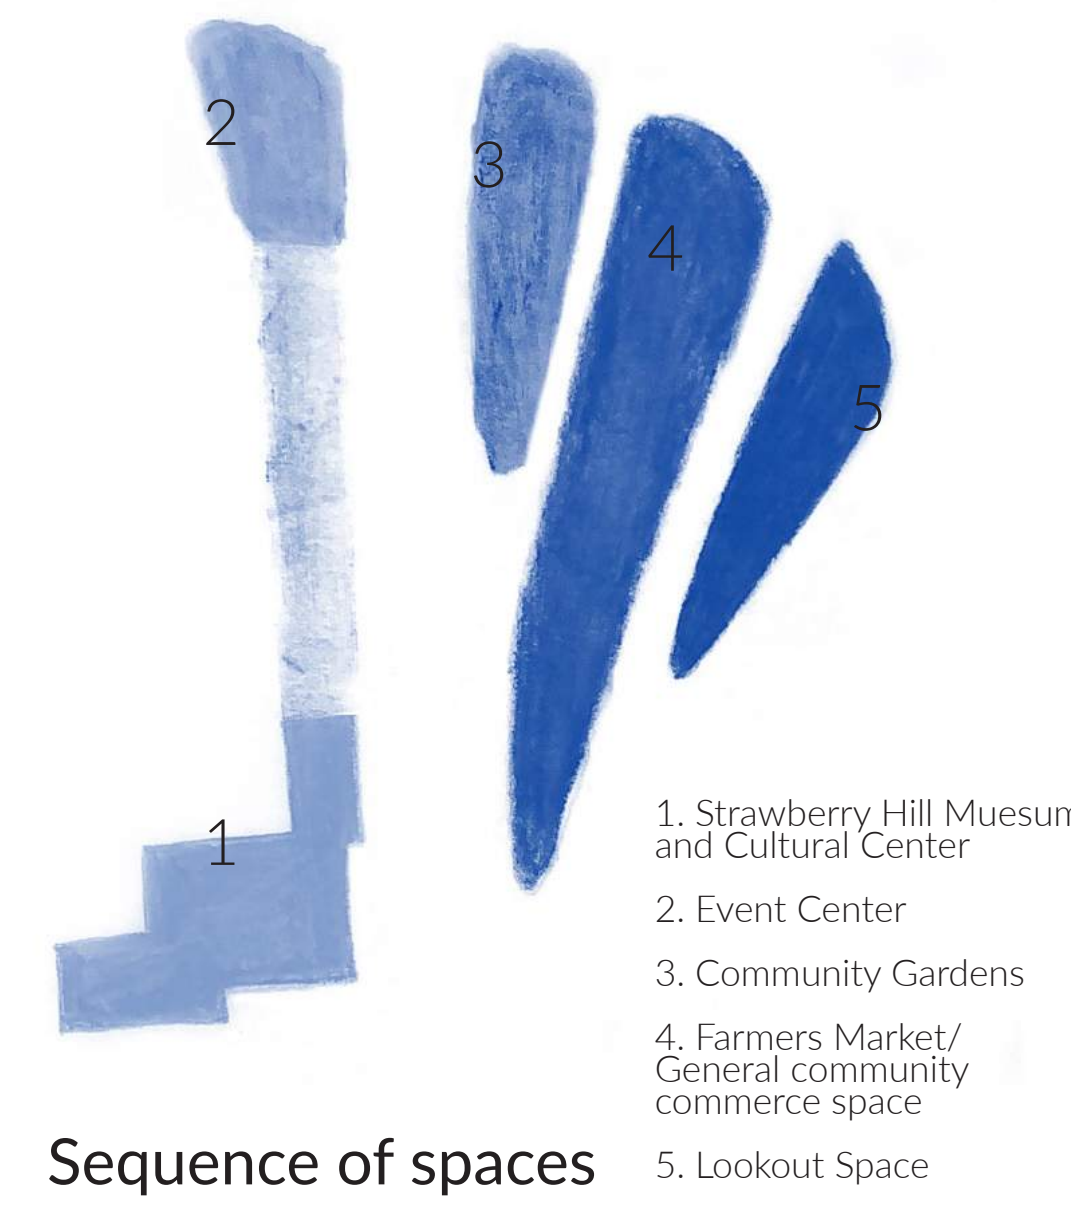 2
3
4
5
1
1. Strawberry Hill Muesum
and Cultural Center
2. Event Center
3. Community Gardens
4. Farmers Market/
General community
commerce space
5. Lookout Space
Sequence of spaces